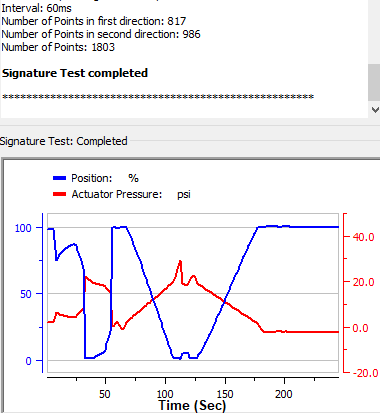 Interval: 60ms
Number of Points in first direction: 817
Number of Points in second direction: 986
Number of Points: 1803
Signature Test completed
****************************************************
Signature Test: Completed
Position: %
Actuator Pressure: psi
100
50
0
40.0
20.0
0.0
-20.0
50 100 150 200
Time (Sec)